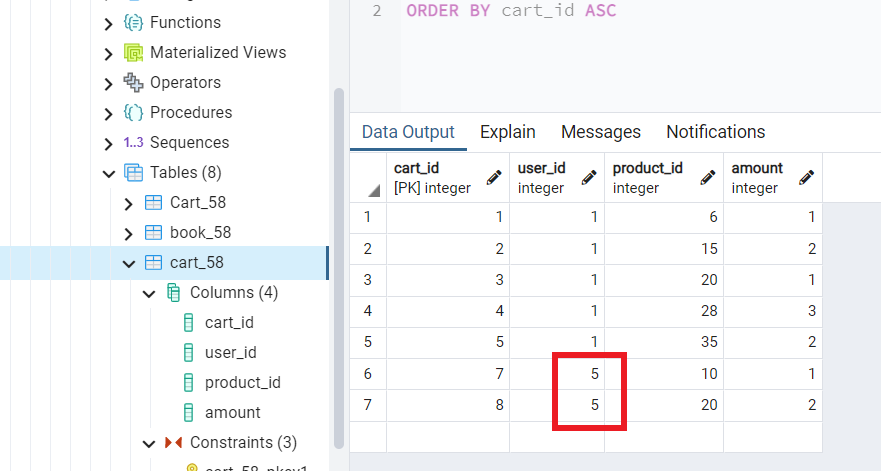 Functions
Materialized Views
Operators
Procedures
1..3 Sequences
Tables (8)
Cart_58
book_58
cart_58
Columns (4)
cart_id
user_id
product_id
amount
Constraints (3)
cart_58_pkey1
2 ORDER BY cart_id ASC
Data Output Explain Messages Notifications
cart_id user_id product_id amount
[PK] integer integer integer integer
1 1 1 6 1
2 2 1 15 2
3 3 1 20 1
4 4 1 28 3
5 5 1 35 2
6 7 5 10 1
7 8 5 20 2